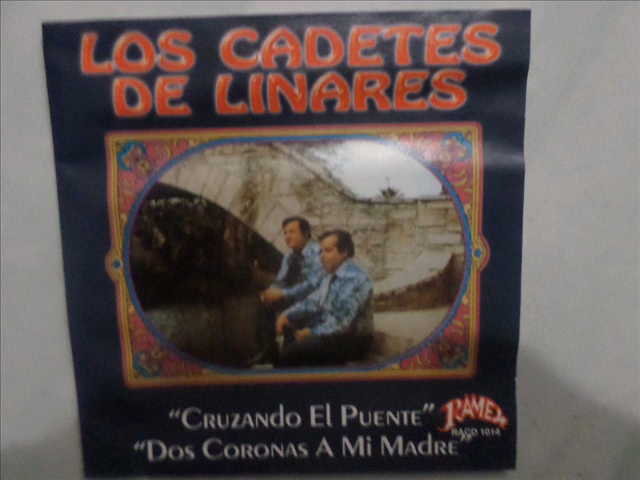 LOS CADETES
DE LINARES
"CRUZANDO EL PUENTE"
"DOS CORONAS A MI MADRE"
RAMEX
RACD 1014